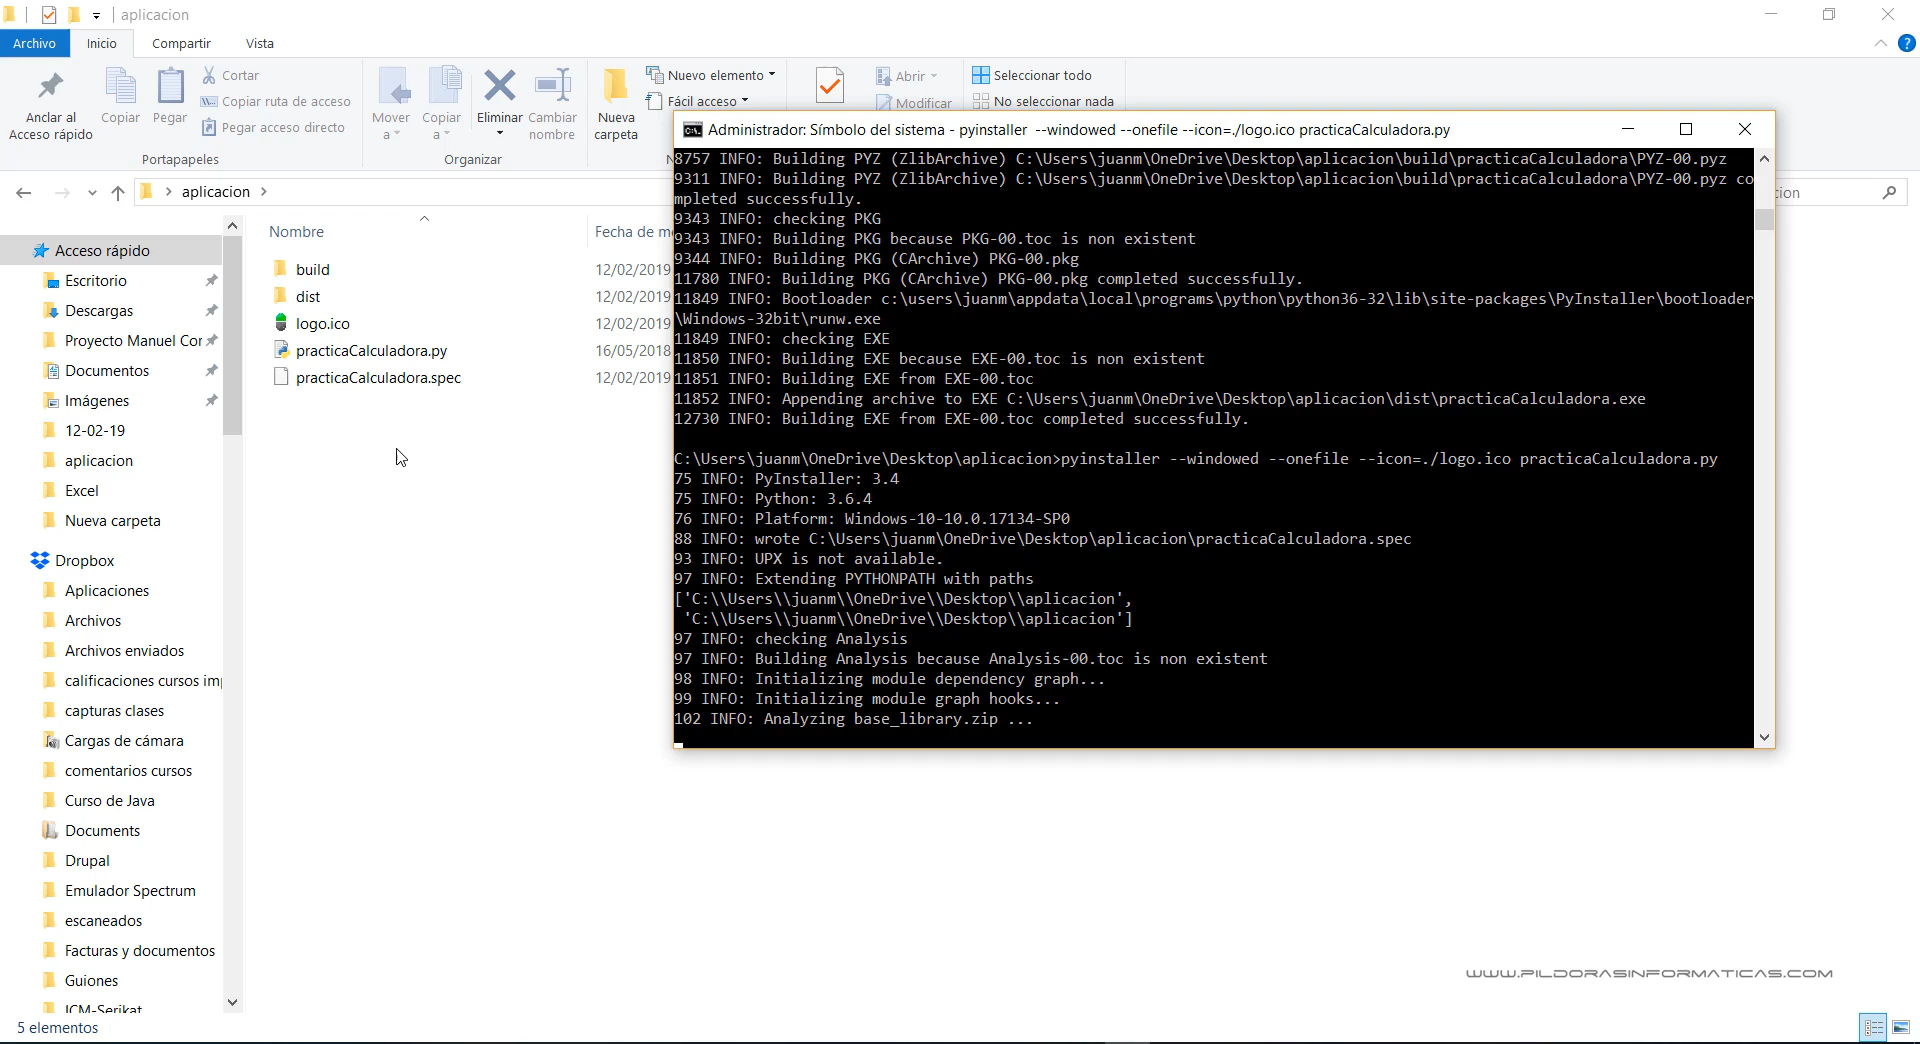 aplicacion
Archivo
Inicio
Compartir
Vista
Anclar al
Acceso rápido
Copiar
Pegar
Cortar
Copiar ruta de acceso
Pegar acceso directo
Portapapeles
Mover
a
Copiar
a
Eliminar
Cambiar
nombre
Organizar
Nueva
carpeta
Nuevo elemento
Fácil acceso
Abrir
Modificar
Seleccionar todo
No seleccionar nada
aplicacion
Nombre
Fecha de m
build
12/02/2019
dist
12/02/2019
logo.ico
12/02/2019
practicaCalculadora.py
16/05/2018
practicaCalculadora.spec
12/02/2019
Acceso rápido
Escritorio
Descargas
Proyecto Manuel Cor
Documentos
Imágenes
12-02-19
aplicacion
Excel
Nueva carpeta
Dropbox
Aplicaciones
Archivos
Archivos enviados
calificaciones cursos im
capturas clases
Cargas de cámara
comentarios cursos
Curso de Java
Documents
Drupal
Emulador Spectrum
escaneados
Facturas y documentos
Guiones
ICM-Serikat
5 elementos
Administrador: Símbolo del sistema - pyinstaller --windowed --onefile --icon=./logo.ico practicaCalculadora.py
8757 INFO: Building PYZ (ZlibArchive) C:\Users\juanm\OneDrive\Desktop\aplicacion\build\practicaCalculadora\PYZ-00.pyz
9311 INFO: Building PYZ (ZlibArchive) C:\Users\juanm\OneDrive\Desktop\aplicacion\build\practicaCalculadora\PYZ-00.pyz co
mpleted successfully.
9343 INFO: checking PKG
9343 INFO: Building PKG because PKG-00.toc is non existent
9344 INFO: Building PKG (CArchive) PKG-00.pkg
11780 INFO: Building PKG (CArchive) PKG-00.pkg completed successfully.
11849 INFO: Bootloader c:\users\juanm\appdata\local\programs\python\python36-32\lib\site-packages\PyInstaller\bootloader
\Windows-32bit\runw.exe
11849 INFO: checking EXE
11850 INFO: Building EXE because EXE-00.toc is non existent
11851 INFO: Building EXE from EXE-00.toc
11852 INFO: Appending archive to EXE C:\Users\juanm\OneDrive\Desktop\aplicacion\dist\practicaCalculadora.exe
12730 INFO: Building EXE from EXE-00.toc completed successfully.
C:\Users\juanm\OneDrive\Desktop\aplicacion>pyinstaller --windowed --onefile --icon=./logo.ico practicaCalculadora.py
75 INFO: PyInstaller: 3.4
75 INFO: Python: 3.6.4
76 INFO: Platform: Windows-10-10.0.17134-SP0
88 INFO: wrote C:\Users\juanm\OneDrive\Desktop\aplicacion\practicaCalculadora.spec
93 INFO: UPX is not available.
97 INFO: Extending PYTHONPATH with paths
['C:\\Users\\juanm\\OneDrive\\Desktop\\aplicacion',
'C:\\Users\\juanm\\OneDrive\\Desktop\\aplicacion']
97 INFO: checking Analysis
97 INFO: Building Analysis because Analysis-00.toc is non existent
98 INFO: Initializing module dependency graph...
99 INFO: Initializing module graph hooks...
102 INFO: Analyzing base_library.zip ...
cion
WWW.PILDORASINFORMATICAS.COM